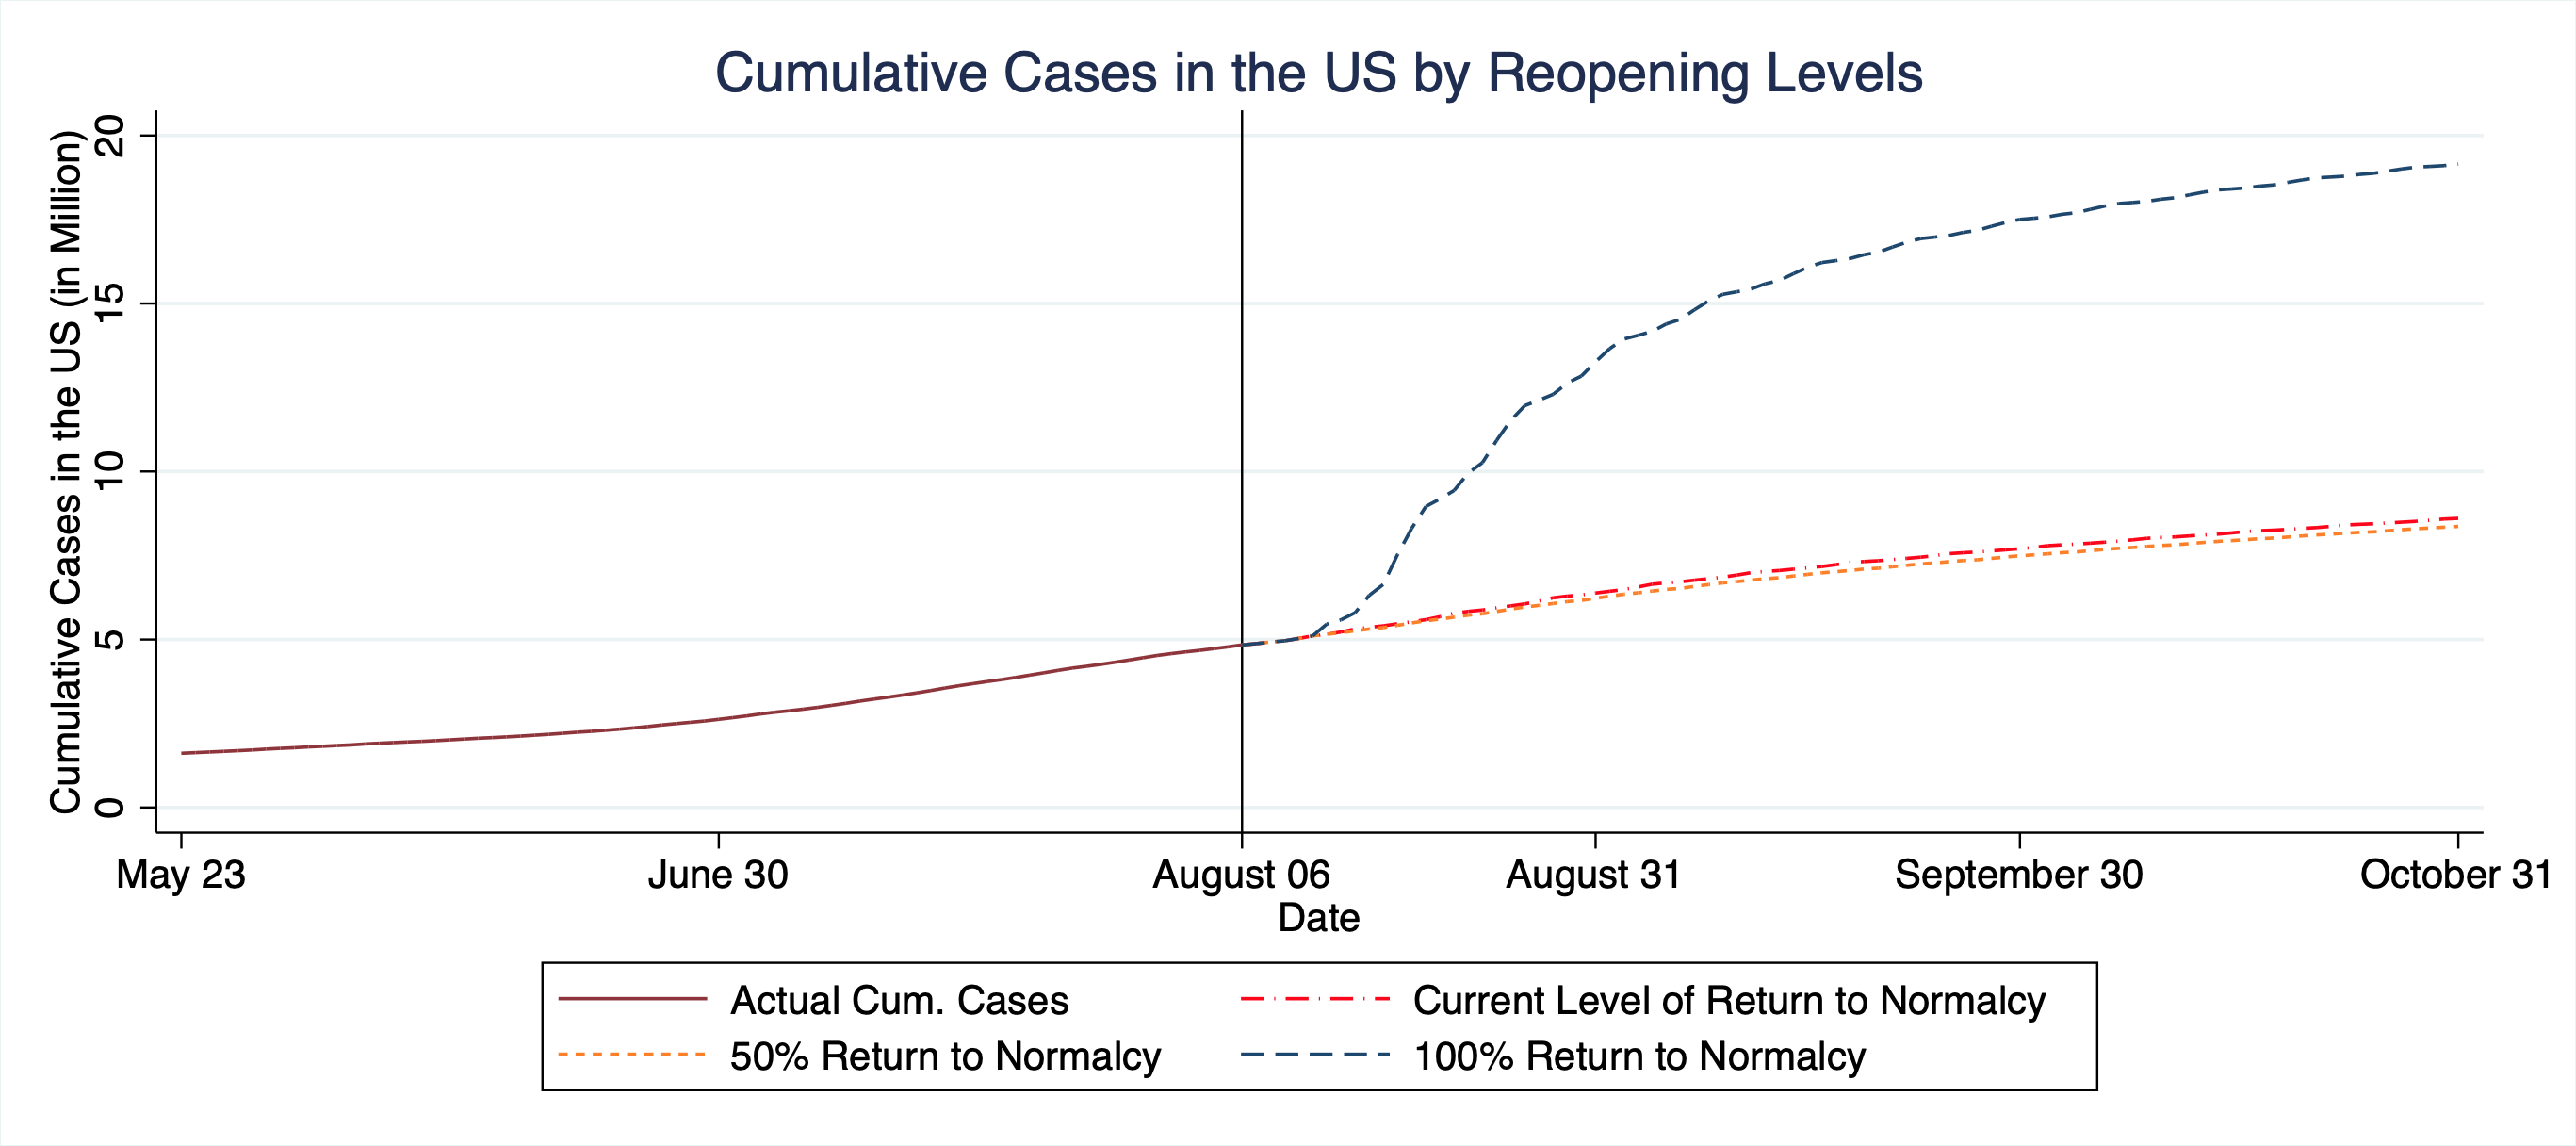 Cumulative Cases in the US by Reopening Levels
Cumulative Cases in the US (in Million)
20
15
10
5
0
May 23
June 30
August 06
August 31
September 30
October 31
Date
Actual Cum. Cases
Current Level of Return to Normalcy
50% Return to Normalcy
100% Return to Normalcy